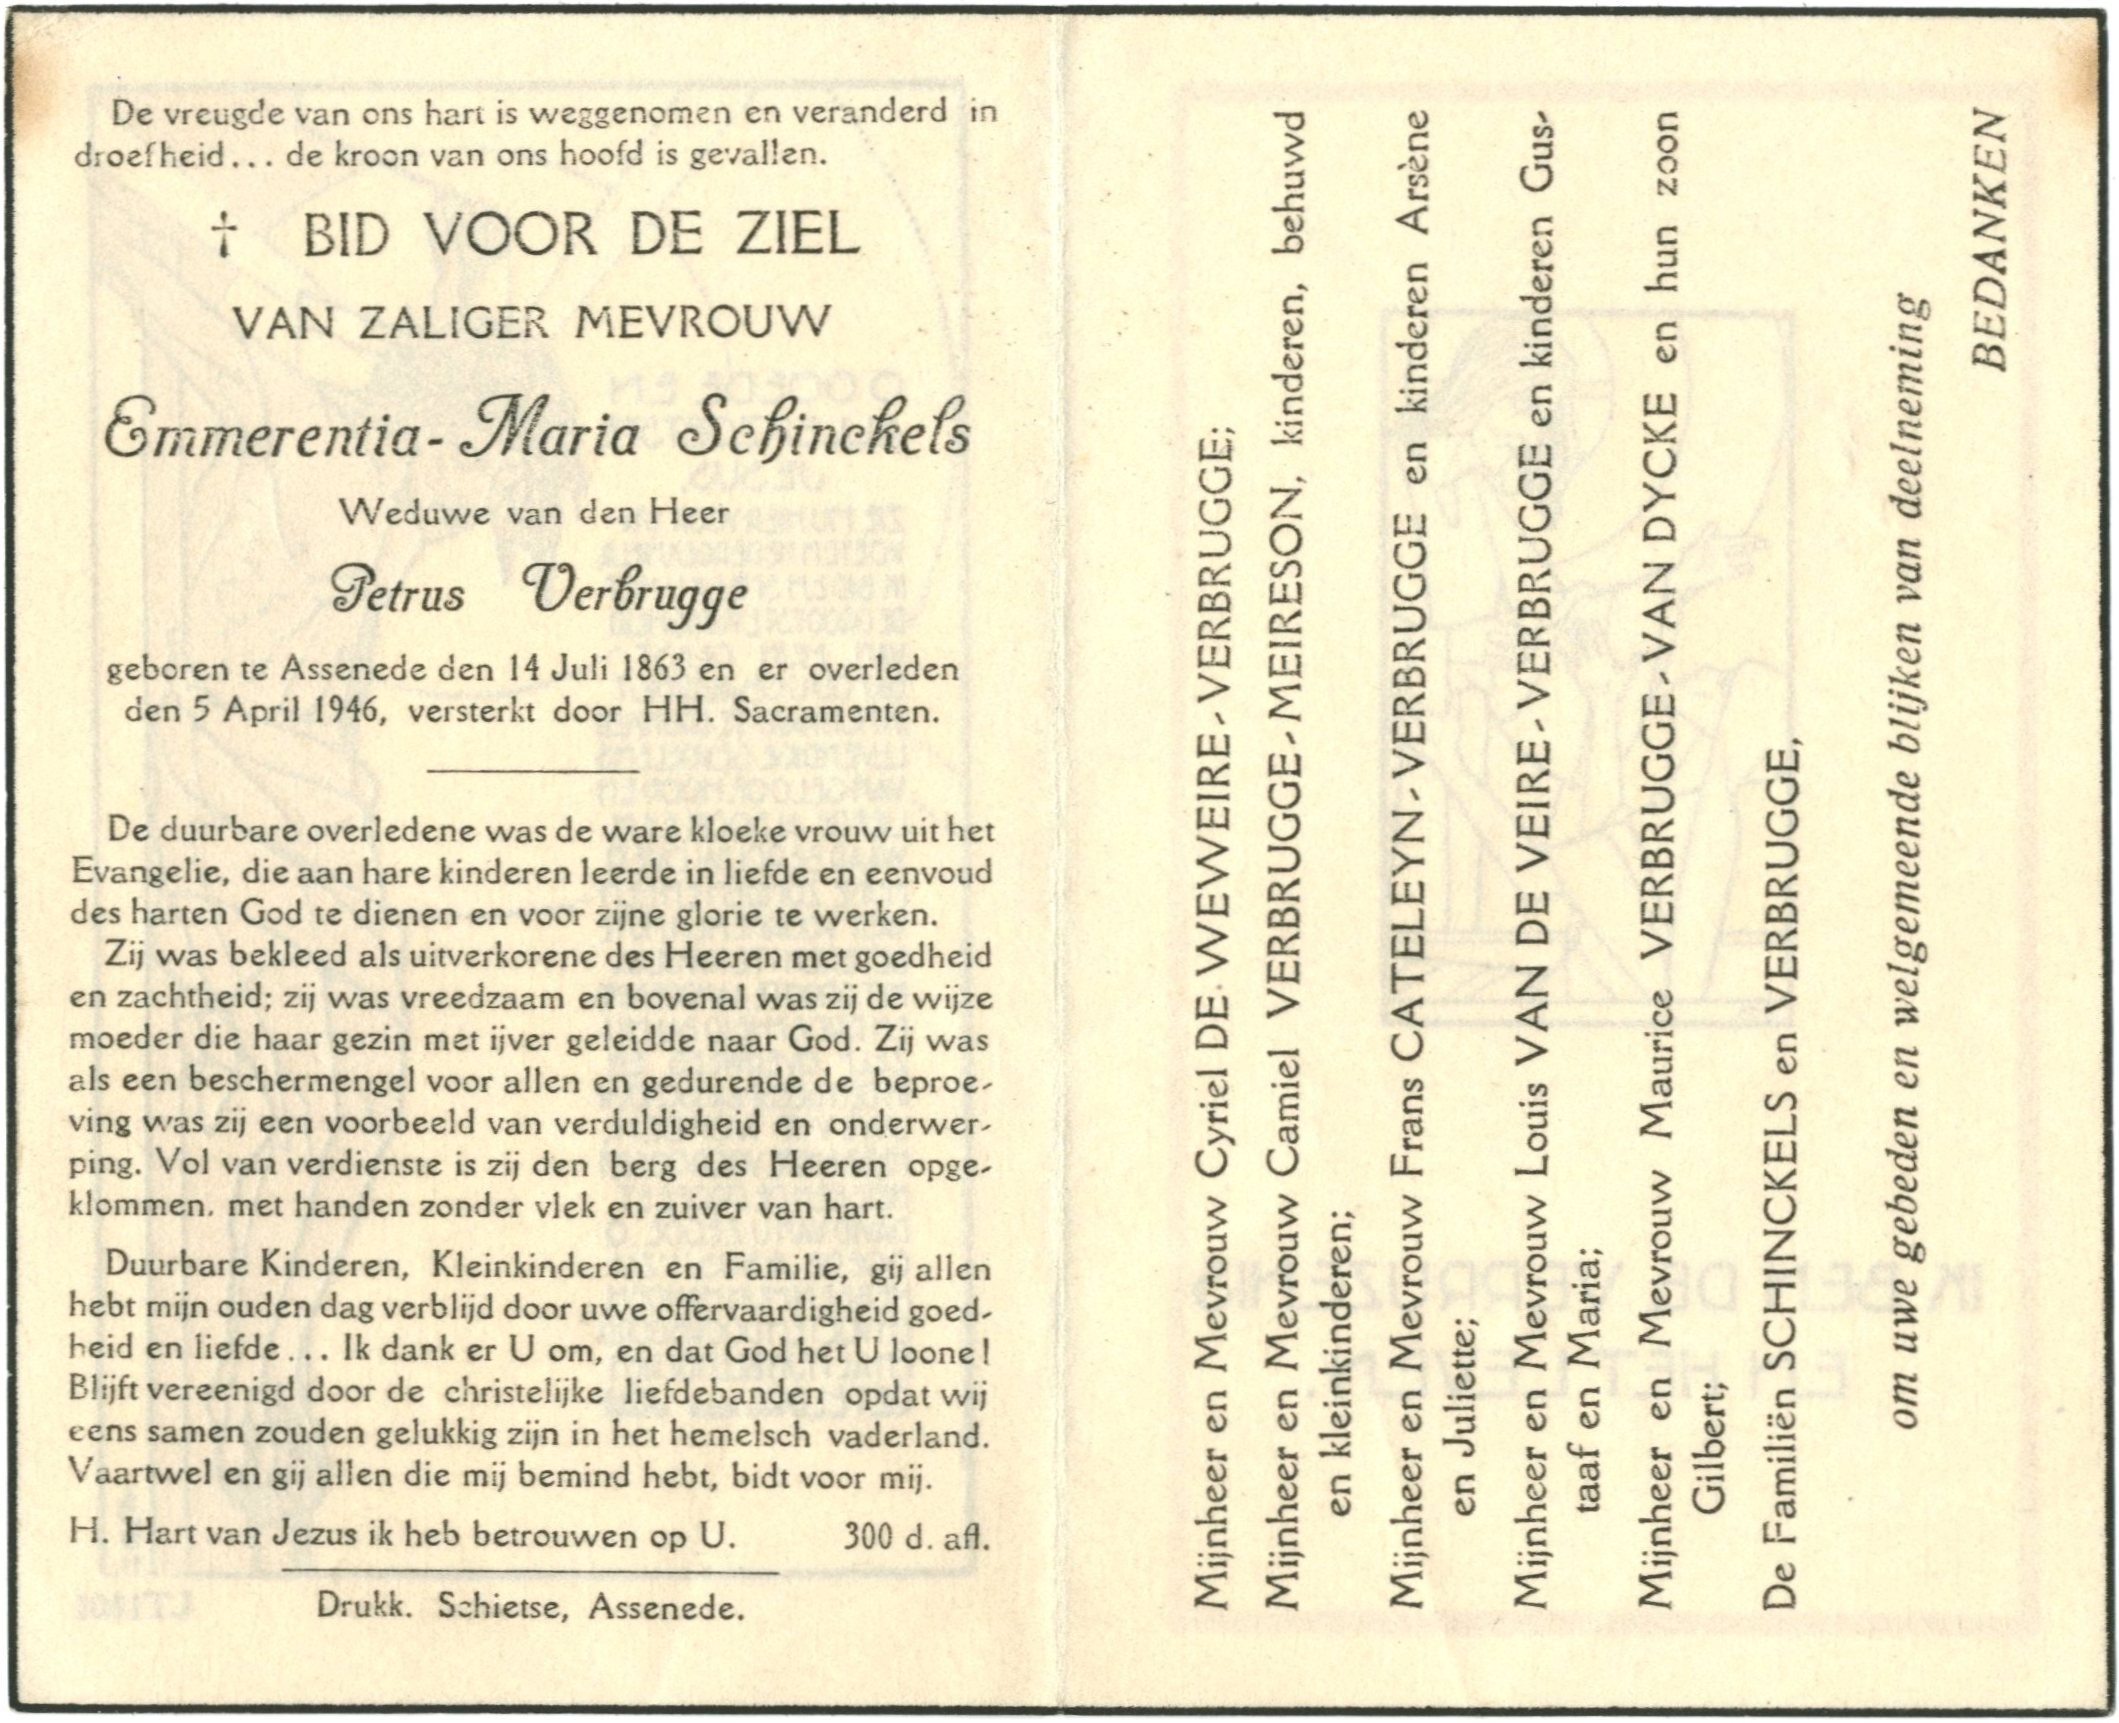 De vreugde van ons hart is weggenomen en veranderd in
droefheid... de kroon van ons hoofd is gevallen.
† BID VOOR DE ZIEL
VAN ZALIGER MEVROUW
Emmerentia-Maria Schinckels
Weduwe van den Heer
Petrus Verbrugge
geboren te Assenede den 14 Juli 1863 en er overleden
den 5 April 1946, versterkt door HH. Sacramenten.
De duurbare overledene was de ware kloeke vrouw uit het
Evangelie, die aan hare kinderen leerde in liefde en eenvoud
des harten God te dienen en voor zijne glorie te werken.
Zij was bekleed als uitverkorene des Heeren met goedheid
en zachtheid; zij was vreedzaam en bovenal was zij de wijze
moeder die haar gezin met ijver geleidde naar God. Zij was
als een beschermengel voor allen en gedurende de beproe-
ving was zij een voorbeeld van verduldigheid en onderwer-
ping. Vol van verdienste is zij den berg des Heeren opge-
klommen. met handen zonder vlek en zuiver van hart.
Duurbare Kinderen, Kleinkinderen en Familie, gij allen
hebt mijn ouden dag verblijd door uwe offervaardigheid goed-
heid en liefde... Ik dank er U om, en dat God het U loone!
Blijft vereenigd door de christelijke liefdebanden opdat wij
eens samen zouden gelukkig zijn in het hemelsch vaderland.
Vaartwel en gij allen die mij bemind hebt, bidt voor mij.
H. Hart van Jezus ik heb betrouwen op U. 300 d. afl.
Drukk. Schietse, Assenede.
Mijnheer en Mevrouw Cyriel DE WEWEIRE-VERBRUGGE;
Mijnheer en Mevrouw Camiel VERBRUGGE-MEIRESON, kinderen, behuwd
en kleinkinderen;
Mijnheer en Mevrouw Frans CATELEYN-VERBRUGGE en kinderen Arsène
en Juliette;
Mijnheer en Mevrouw Louis VAN DE VEIRE-VERBRUGGE en kinderen Gus-
taaf en Maria;
Mijnheer en Mevrouw Maurice VERBRUGGE-VAN DYCKE en hun zoon
Gilbert;
De Familiën SCHINCKELS en VERBRUGGE,
om uwe gebeden en welgemeende blijken van deelneming
BEDANKEN